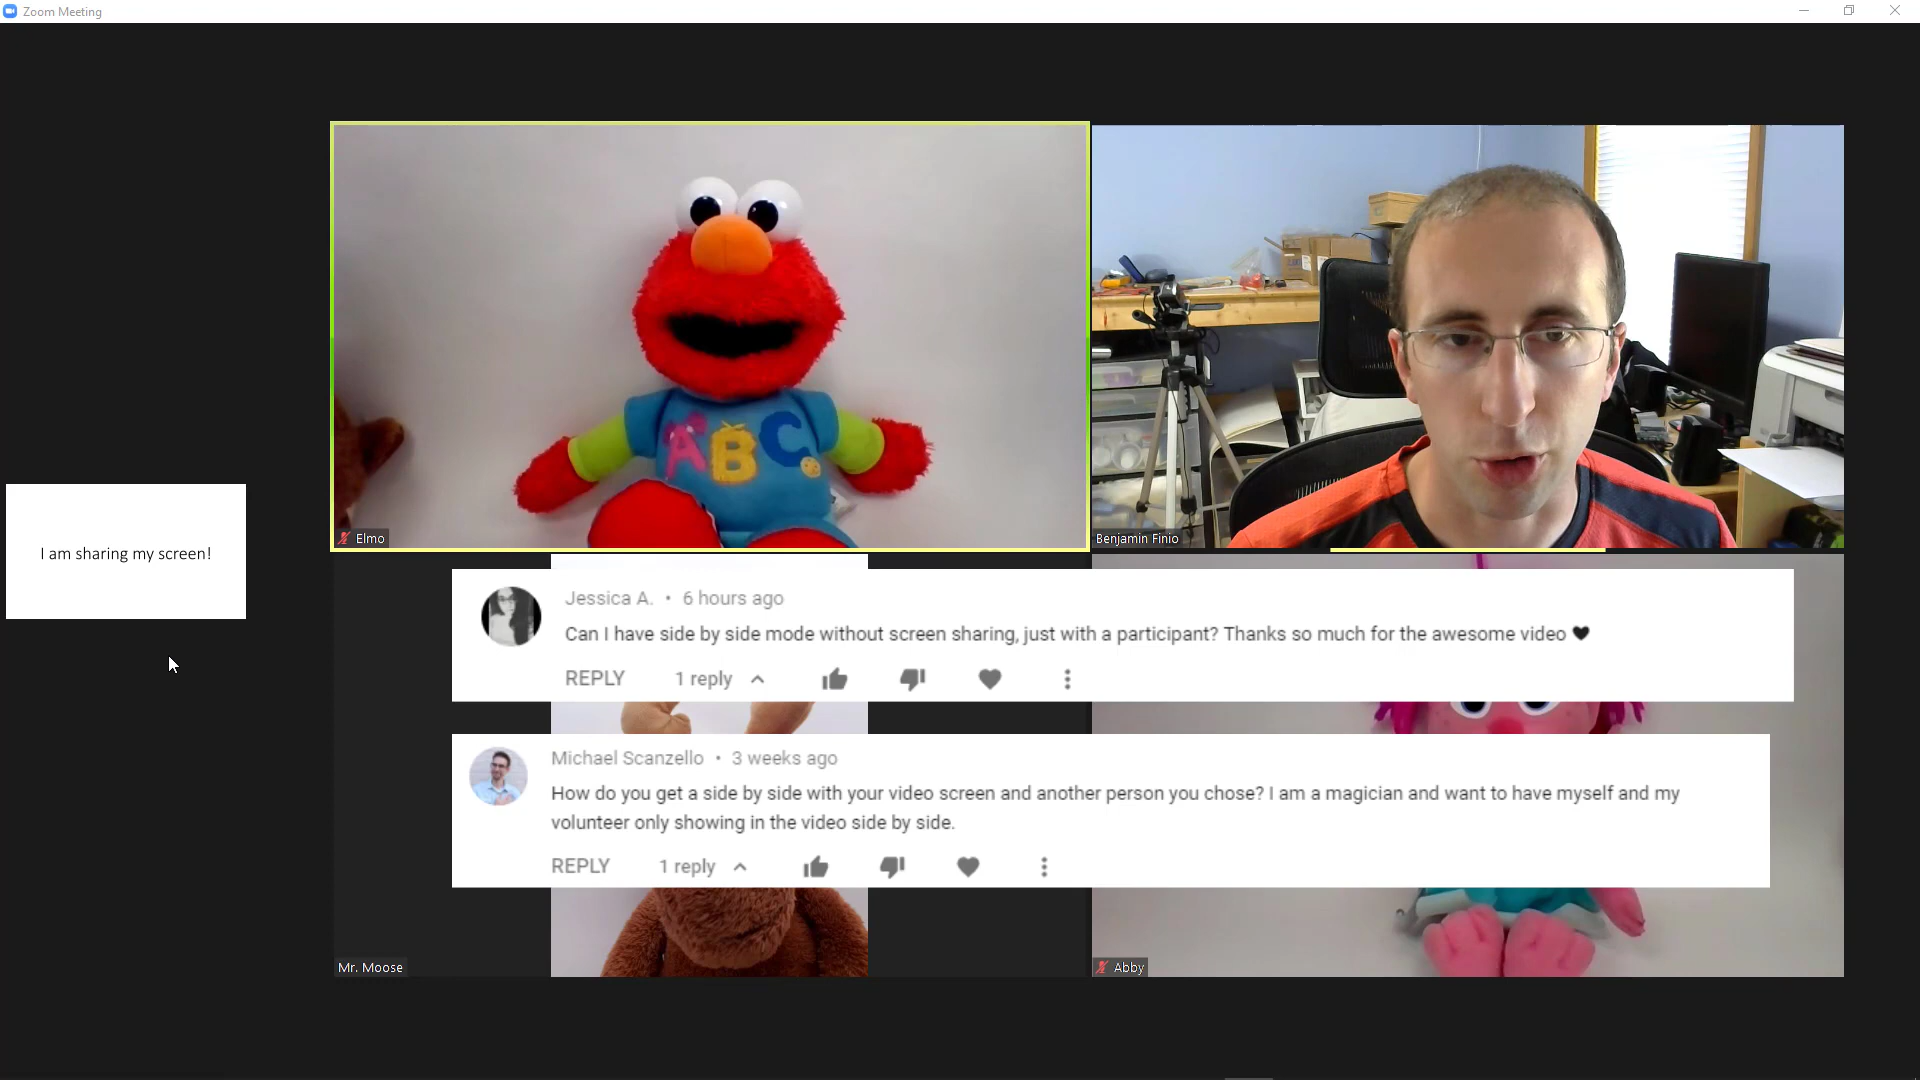 Zoom Meeting
ABC
Elmo
Benjamin Finio
I am sharing my screen!
Jessica A. • 6 hours ago
Can I have side by side mode without screen sharing, just with a participant? Thanks so much for the awesome video 🖤
REPLY 1 reply
Michael Scanzello • 3 weeks ago
How do you get a side by side with your video screen and another person you chose? I am a magician and want to have myself and my
volunteer only showing in the video side by side.
REPLY 1 reply
Mr. Moose
Abby